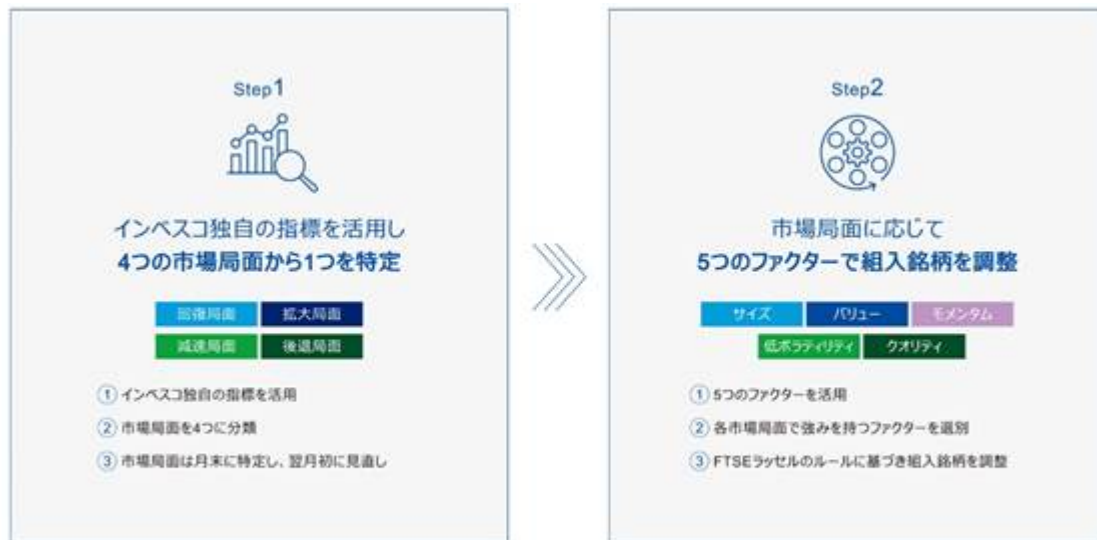 Step1
インベスコ独自の指標を活用し
4つの市場局面から1つを特定
回復局面
拡大局面
減速局面
後退局面
① インベスコ独自の指標を活用
② 市場局面を4つに分類
③ 市場局面は月末に特定し、翌月初に見直し
Step2
市場局面に応じて
5つのファクターで組入銘柄を調整
サイズ
バリュー
モメンタム
低ボラティリティ
クオリティ
① 5つのファクターを活用
② 各市場局面で強みを持つファクターを選別
③ FTSEラッセルのルールに基づき組入銘柄を調整